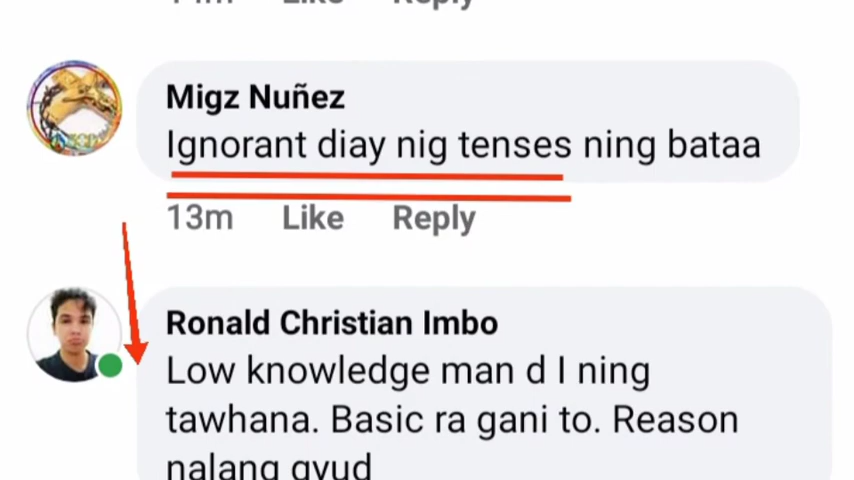 14m Like Reply
Migz Nuñez
Ignorant diay nig tenses ning bataa
13m Like Reply
Ronald Christian Imbo
Low knowledge man d I ning
tawhana. Basic ra gani to. Reason
nalang gyud